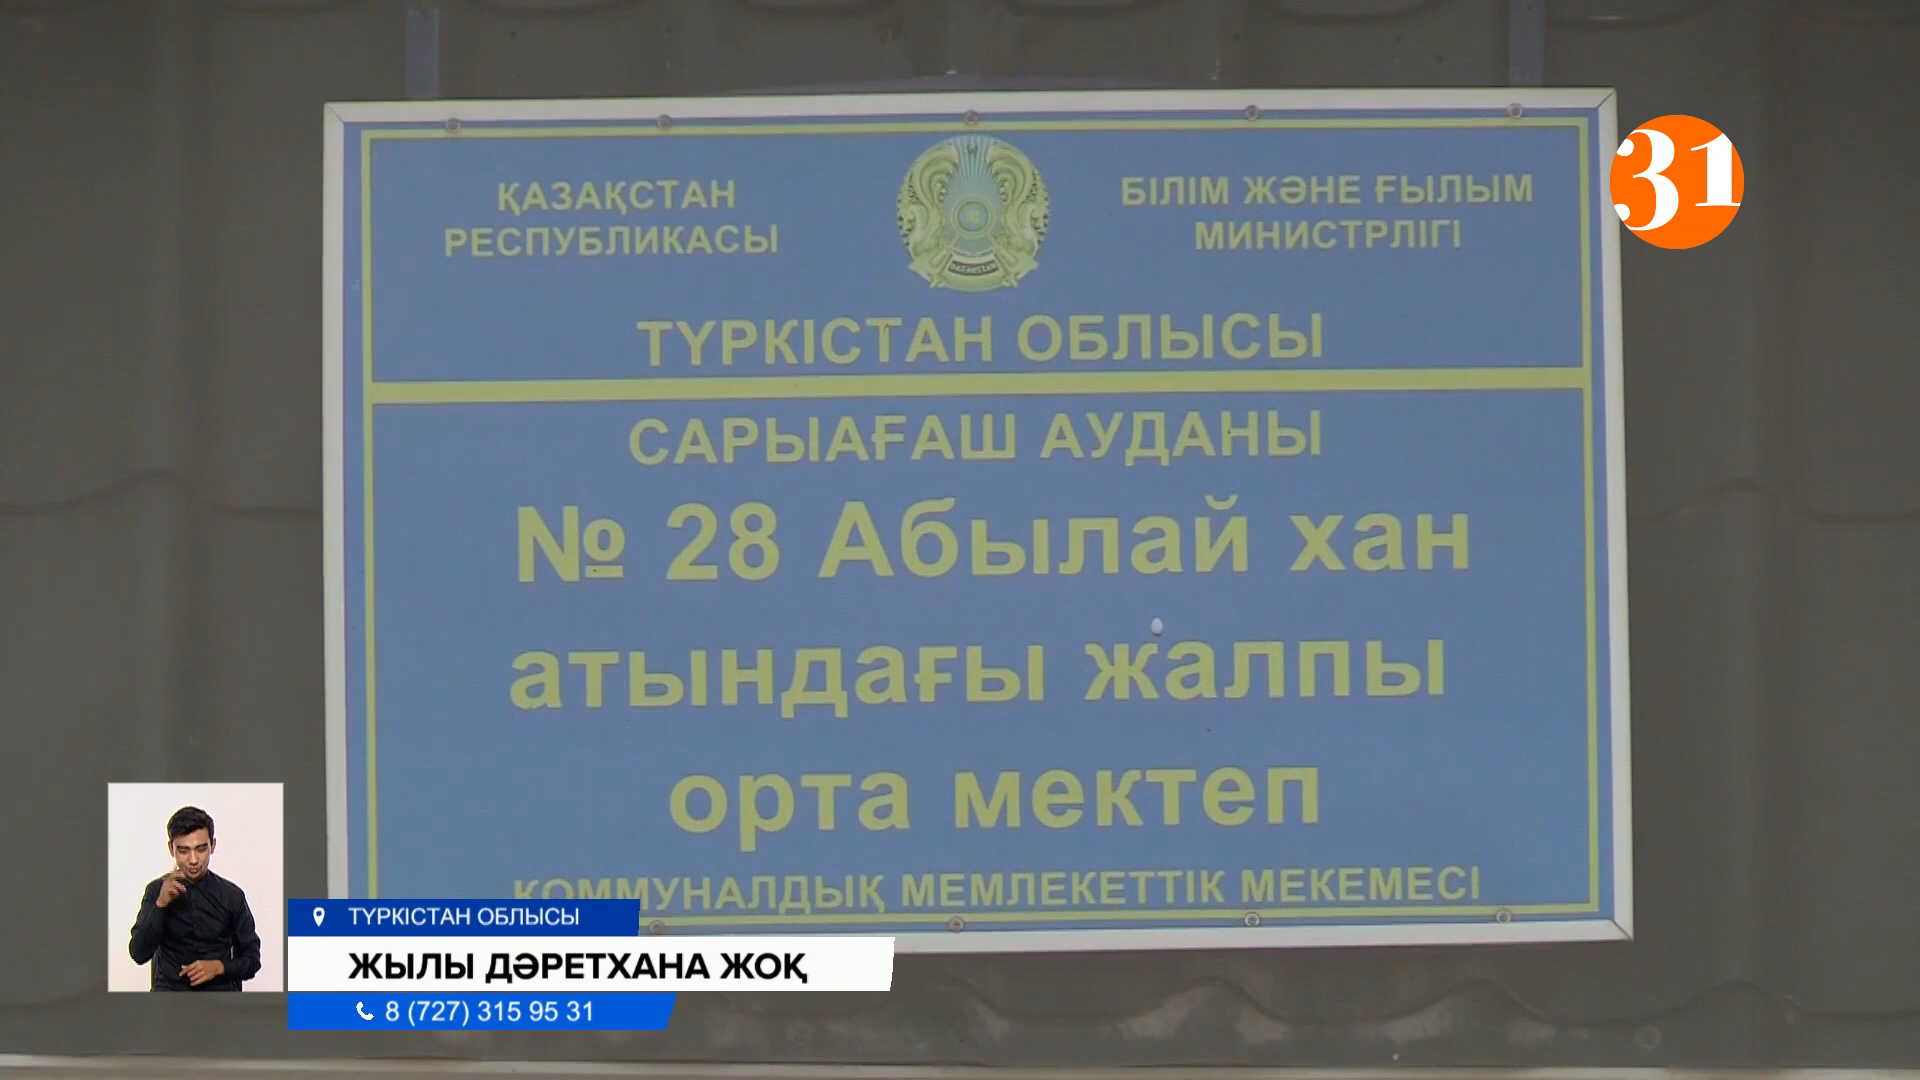 ҚАЗАҚСТАН
РЕСПУБЛИКАСЫ
БІЛІМ ЖӘНЕ ҒЫЛЫМ
МИНИСТРЛІГІ
31
ТҮРКІСТАН ОБЛЫСЫ
САРЫАҒАШ АУДАНЫ
№ 28 Абылай хан
атындағы жалпы
орта мектеп
КОММУНАЛДЫҚ МЕМЛЕКЕТТІК МЕКЕМЕСІ
ТҮРКІСТАН ОБЛЫСЫ
ЖЫЛЫ ДӘРЕТХАНА ЖОҚ
8 (727) 315 95 31